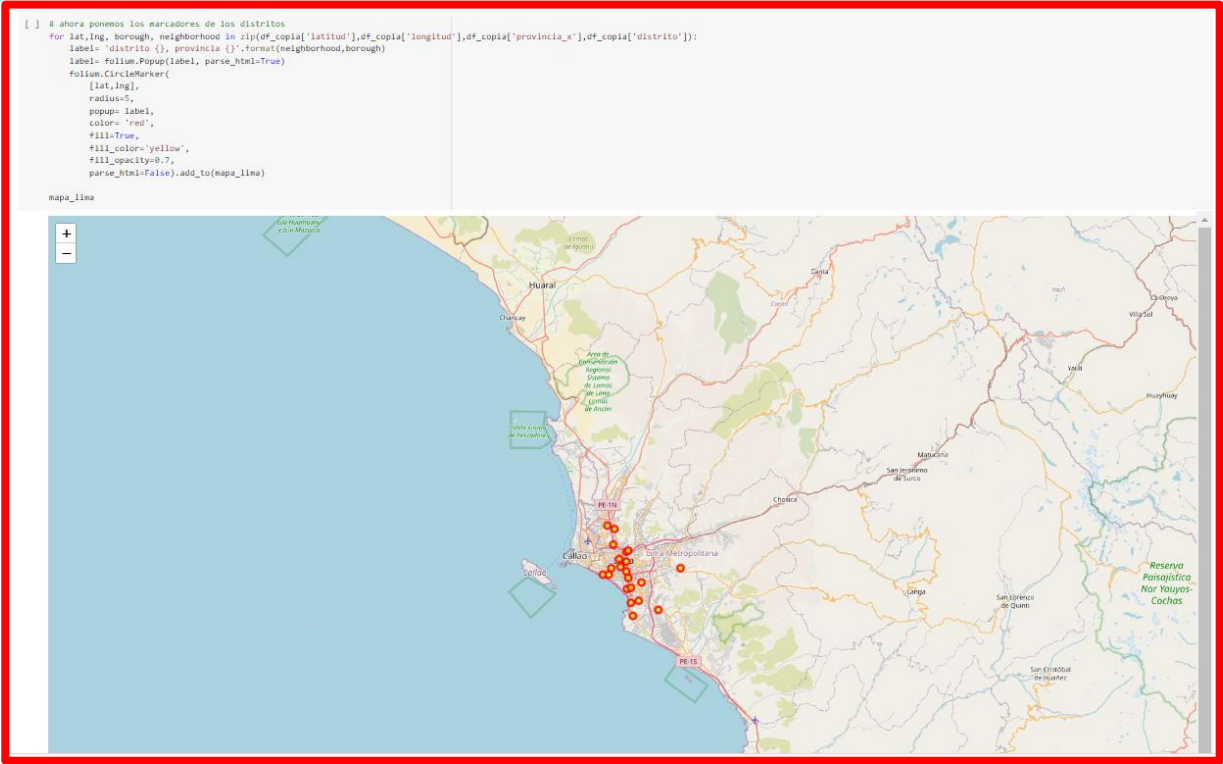 [ ] # ahora ponemos los marcadores de los distritos
for lat,lng, borough, neighborhood in zip(df_copia['latitud'],df_copia['longitud'],df_copia['provincia_x'],df_copia['distrito']):
label= 'distrito {}, provincia {}'.format(neighborhood,borough)
label= folium.Popup(label, parse_html=True)
folium.CircleMarker(
[lat,lng],
radius=5,
popup= label,
color= 'red',
fill=True,
fill_color='yellow',
fill_opacity=0.7,
parse_html=False).add_to(mapa_lima)
mapa_lima
+
−
Lomas
Huaral
Chancay
Canta
Canta
La Oroya
Villa Sol
Yauli
Yauli
Huayhuay
Área de
Conservación
Regional
Sistema
de Lomas
de Lima
Lomas
de Ancón
Matucana
San Jerónimo
de Surco
Chosica
PE-1N
Callao
Lima Metropolitana
Callao
Langa
San Lorenzo
de Quinti
Reserva
Paisajística
Nor Yauyos-
Cochas
PE-1S
San Cristóbal